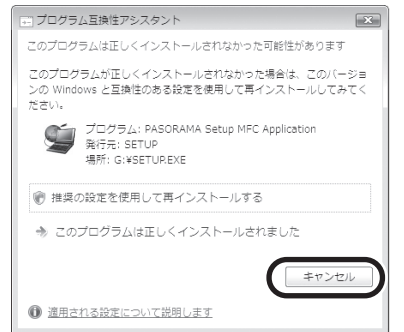 プログラム互換性アシスタント
このプログラムは正しくインストールされなかった可能性があります
このプログラムが正しくインストールされなかった場合は、このバージョ
ンの Windows と互換性のある設定を使用して再インストールしてみてく
ださい。
プログラム: PASORAMA Setup MFC Application
発行元: SETUP
場所: G:¥SETUP.EXE
推奨の設定を使用して再インストールする
このプログラムは正しくインストールされました
キャンセル
適用される設定について説明します